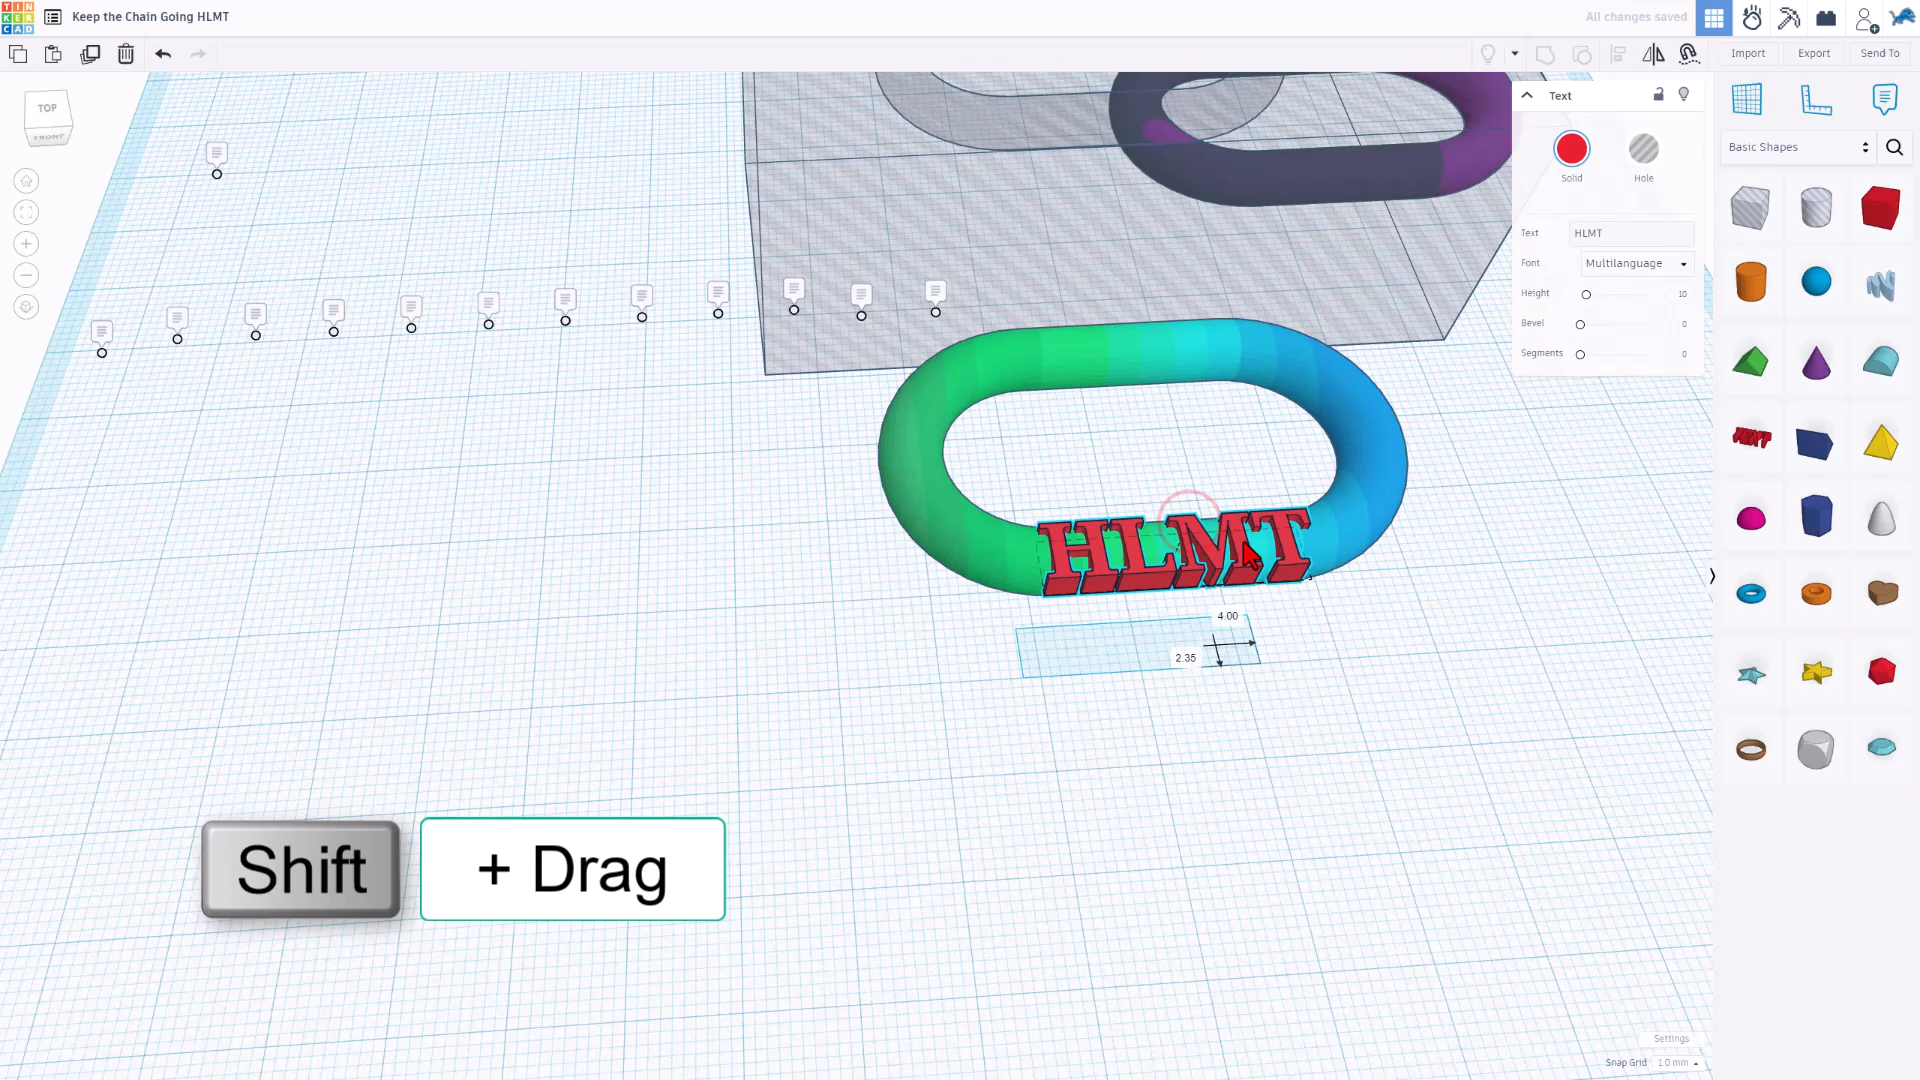 TIN
KER
CAD
Keep the Chain Going HLMT
All changes saved
Import
Export
Send To
TOP
FRONT
Text
Solid
Hole
Text
HLMT
Font
Multilanguage
Height
10
Bevel
0
Segments
0
Basic Shapes
HLMT
4.00
2.35
Shift
+ Drag
Settings
Snap Grid
1.0 mm